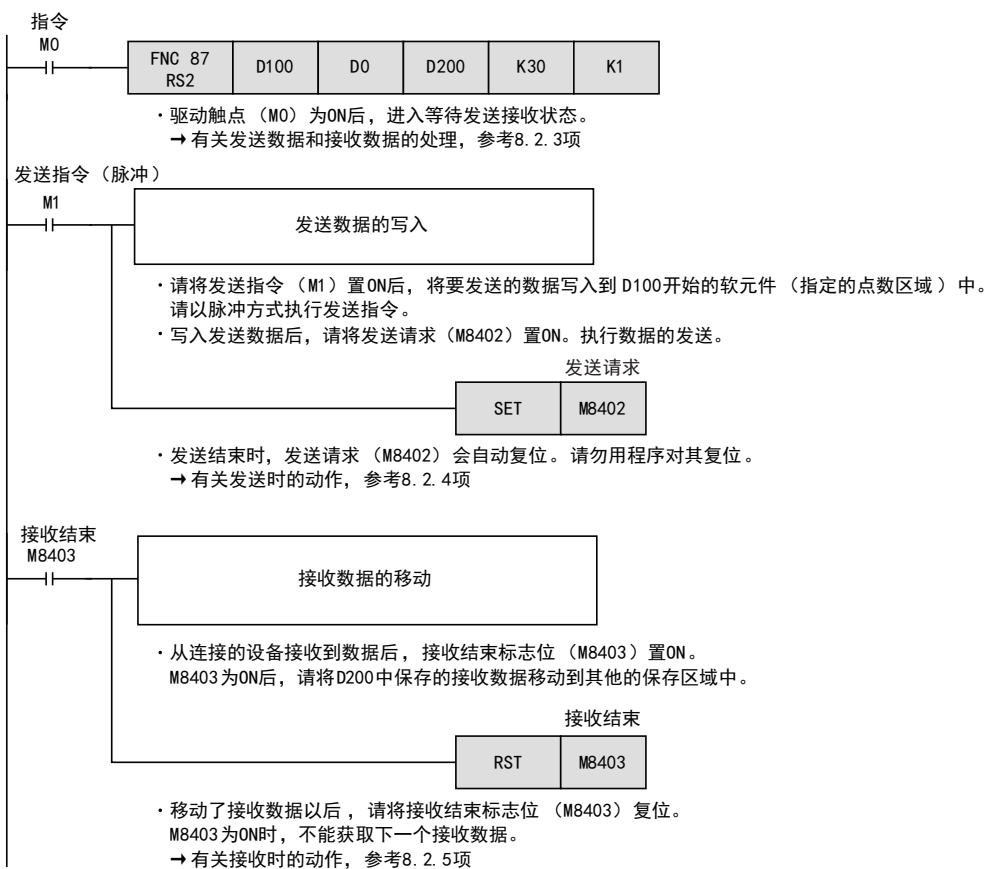 指令
M0
FNC 87 RS2 D100 D0 D200 K30 K1
・驱动触点（M0）为ON后，进入等待发送接收状态。
→有关发送数据和接收数据的处理，参考8.2.3项
发送指令（脉冲）
M1
发送数据的写入
・请将发送指令（M1）置ON后，将要发送的数据写入到D100开始的软元件（指定的点数区域）中。
请以脉冲方式执行发送指令。
・写入发送数据后，请将发送请求（M8402）置ON。执行数据的发送。
发送请求
SET M8402
・发送结束时，发送请求（M8402）会自动复位。请勿用程序对其复位。
→有关发送时的动作，参考8.2.4项
接收结束
M8403
接收数据的移动
・从连接的设备接收到数据后，接收结束标志位（M8403）置ON。
M8403为ON后，请将D200中保存的接收数据移动到其他的保存区域中。
接收结束
RST M8403
・移动了接收数据以后，请将接收结束标志位（M8403）复位。
M8403为ON时，不能获取下一个接收数据。
→有关接收时的动作，参考8.2.5项